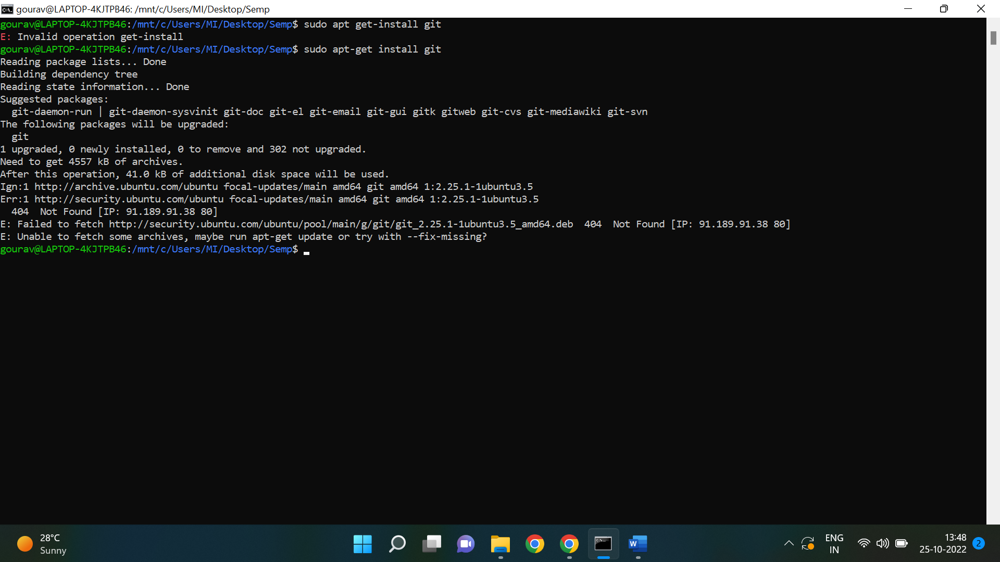 gourav@LAPTOP-4KJTPB46: /mnt/c/Users/MI/Desktop/Semp
gourav@LAPTOP-4KJTPB46:/mnt/c/Users/MI/Desktop/Semp$ sudo apt get-install git
E: Invalid operation get-install
gourav@LAPTOP-4KJTPB46:/mnt/c/Users/MI/Desktop/Semp$ sudo apt-get install git
Reading package lists... Done
Building dependency tree
Reading state information... Done
Suggested packages:
  git-daemon-run | git-daemon-sysvinit git-doc git-el git-email git-gui gitk gitweb git-cvs git-mediawiki git-svn
The following packages will be upgraded:
  git
1 upgraded, 0 newly installed, 0 to remove and 302 not upgraded.
Need to get 4557 kB of archives.
After this operation, 41.0 kB of additional disk space will be used.
Ign:1 http://archive.ubuntu.com/ubuntu focal-updates/main amd64 git amd64 1:2.25.1-1ubuntu3.5
Err:1 http://security.ubuntu.com/ubuntu focal-updates/main amd64 git amd64 1:2.25.1-1ubuntu3.5
  404  Not Found [IP: 91.189.91.38 80]
E: Failed to fetch http://security.ubuntu.com/ubuntu/pool/main/g/git/git_2.25.1-1ubuntu3.5_amd64.deb  404  Not Found [IP: 91.189.91.38 80]
E: Unable to fetch some archives, maybe run apt-get update or try with --fix-missing?
gourav@LAPTOP-4KJTPB46:/mnt/c/Users/MI/Desktop/Semp$
28°C
Sunny
W
ENG
IN
13:48
25-10-2022
2